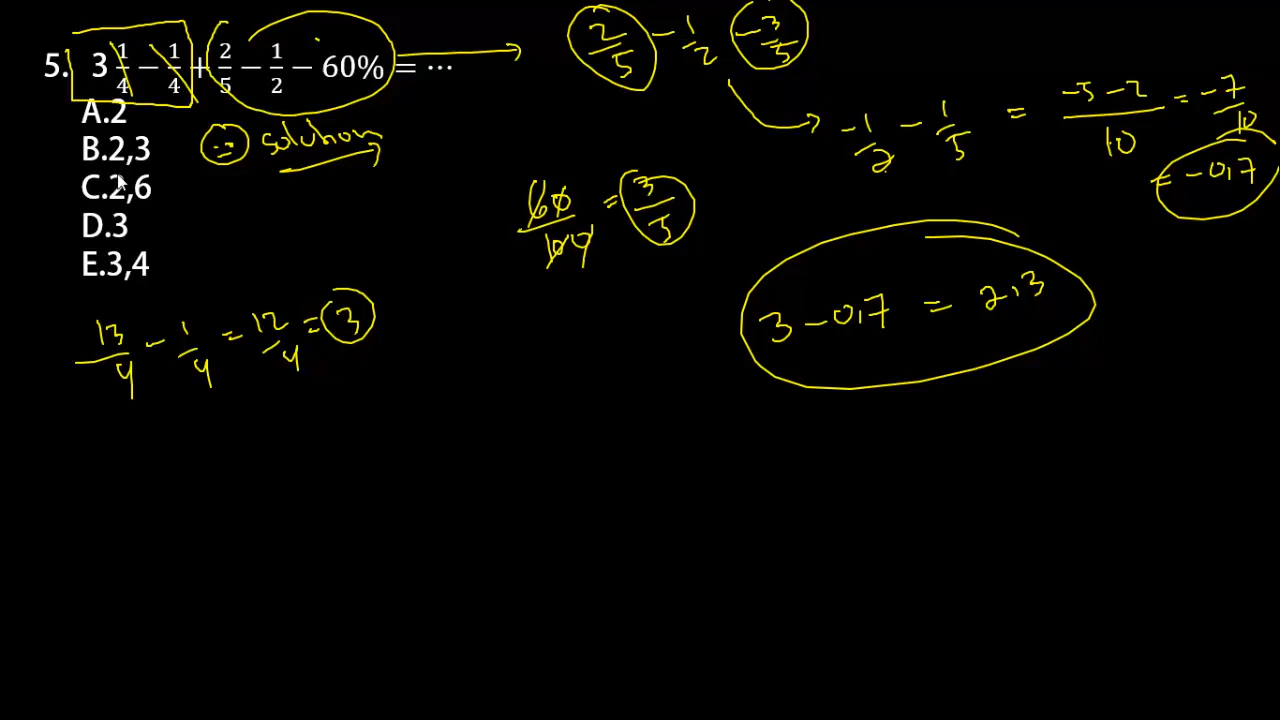 5. 3 1/4 − 1/4 + 2/5 − 1/2 − 60% = ⋯
A.2
B.2,3
C.2,6
D.3
E.3,4
solution
2/5 - 1/2 - 3/5
-1/2 - 1/5 = -5-2/10 = -7/10
= -0,7
60/100 = 3/5
13/4 - 1/4 = 12/4 = 3
3 - 0,7 = 2,3